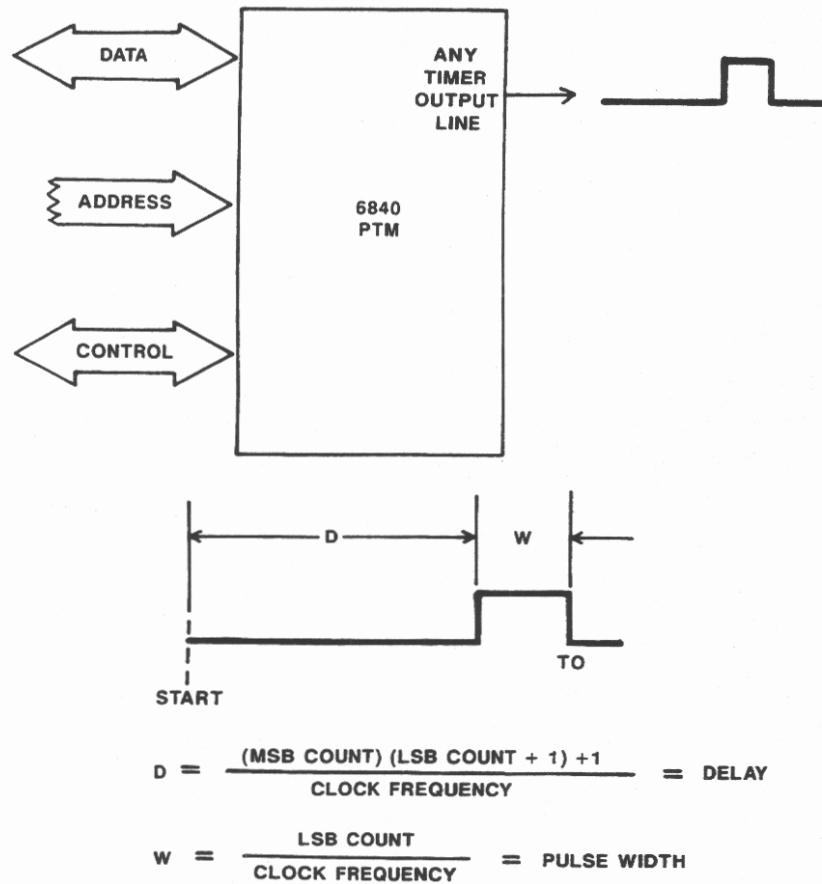 DATA
ANY
TIMER
OUTPUT
LINE
ADDRESS
6840
PTM
CONTROL
D
W
TO
START
D = (MSB COUNT) (LSB COUNT + 1) +1 / CLOCK FREQUENCY = DELAY
W = LSB COUNT / CLOCK FREQUENCY = PULSE WIDTH